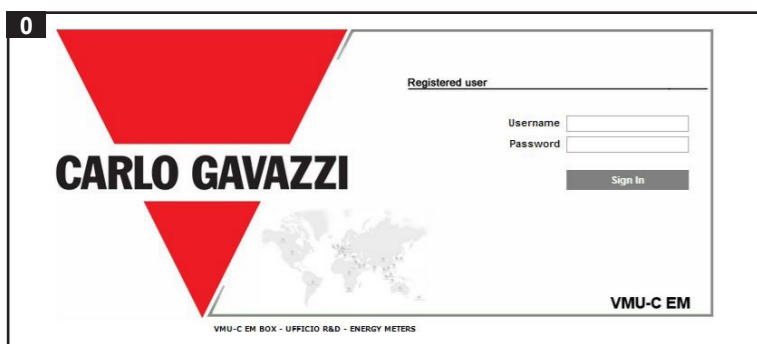 0
Registered user
Username
Password
CARLO GAVAZZI
Sign In
VMU-C EM
VMU-C EM BOX - UFFICIO R&D - ENERGY METERS